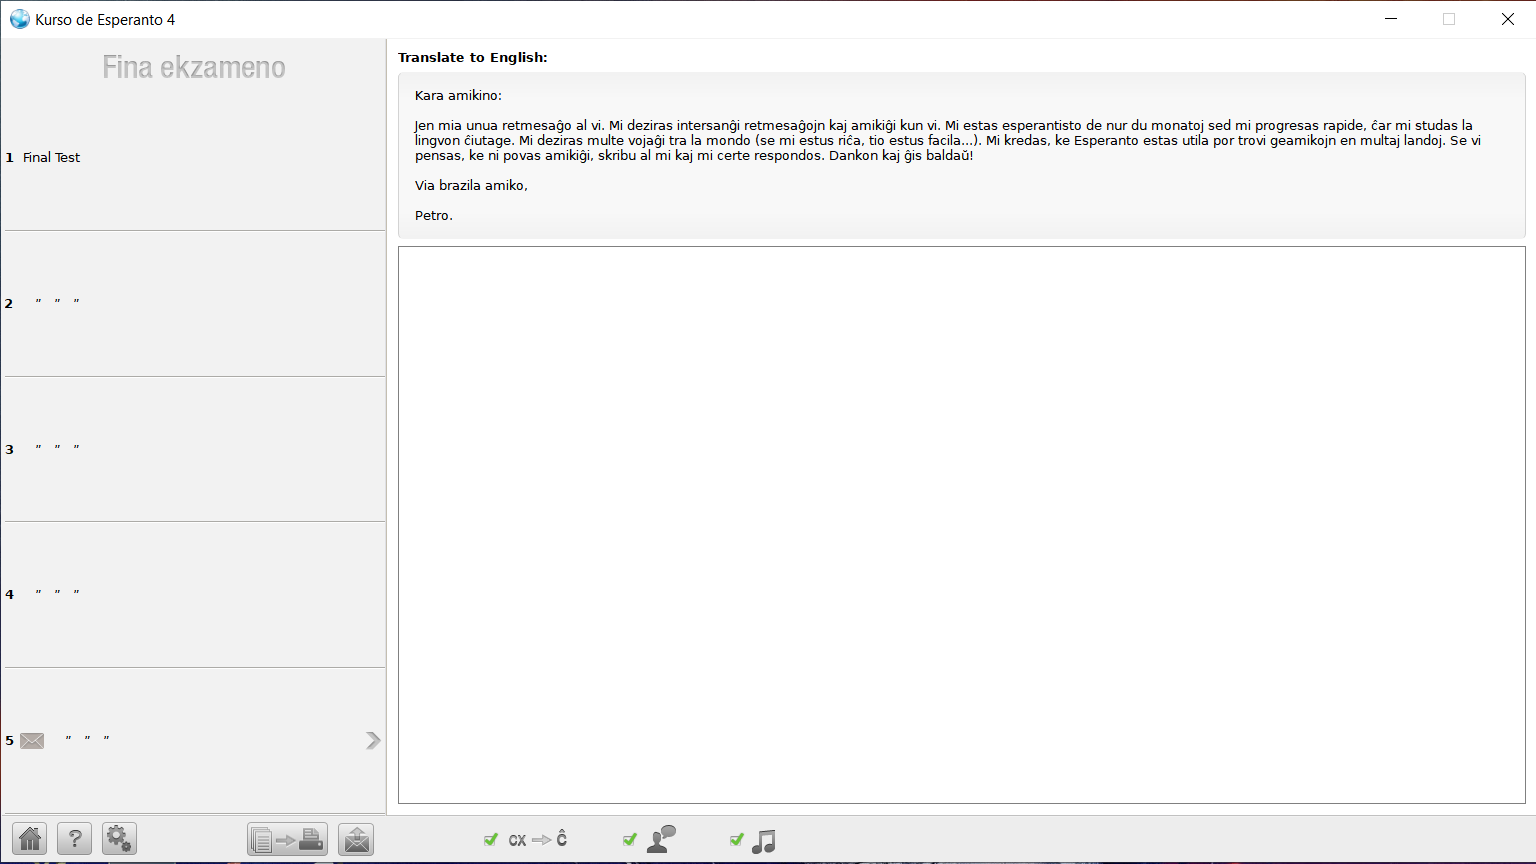 Kurso de Esperanto 4
Fina ekzameno
1 Final Test
2 " " "
3 " " "
4 " " "
5 " " "
Translate to English:
Kara amikino:
Jen mia unua retmesaĝo al vi. Mi deziras intersanĝi retmesaĝojn kaj amikiĝi kun vi. Mi estas esperantisto de nur du monatoj sed mi progresas rapide, ĉar mi studas la
lingvon ĉiutage. Mi deziras multe vojaĝi tra la mondo (se mi estus riĉa, tio estus facila...). Mi kredas, ke Esperanto estas utila por trovi geamikojn en multaj landoj. Se vi
pensas, ke ni povas amikiĝi, skribu al mi kaj mi certe respondos. Dankon kaj ĝis baldaŭ!
Via brazila amiko,
Petro.
?
cx Ĉ